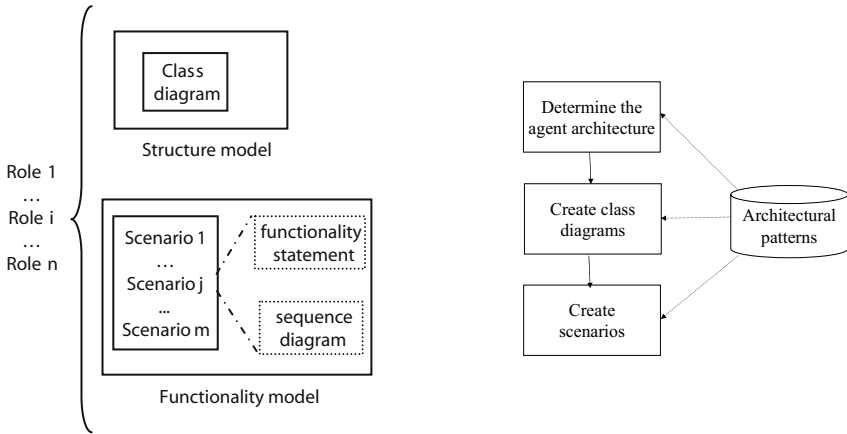 Role 1
...
Role i
...
Role n
Class
diagram
Structure model
Scenario 1
...
Scenario j
...
Scenario m
functionality
statement
sequence
diagram
Functionality model
Determine the
agent architecture
Create class
diagrams
Create
scenarios
Architectural
patterns